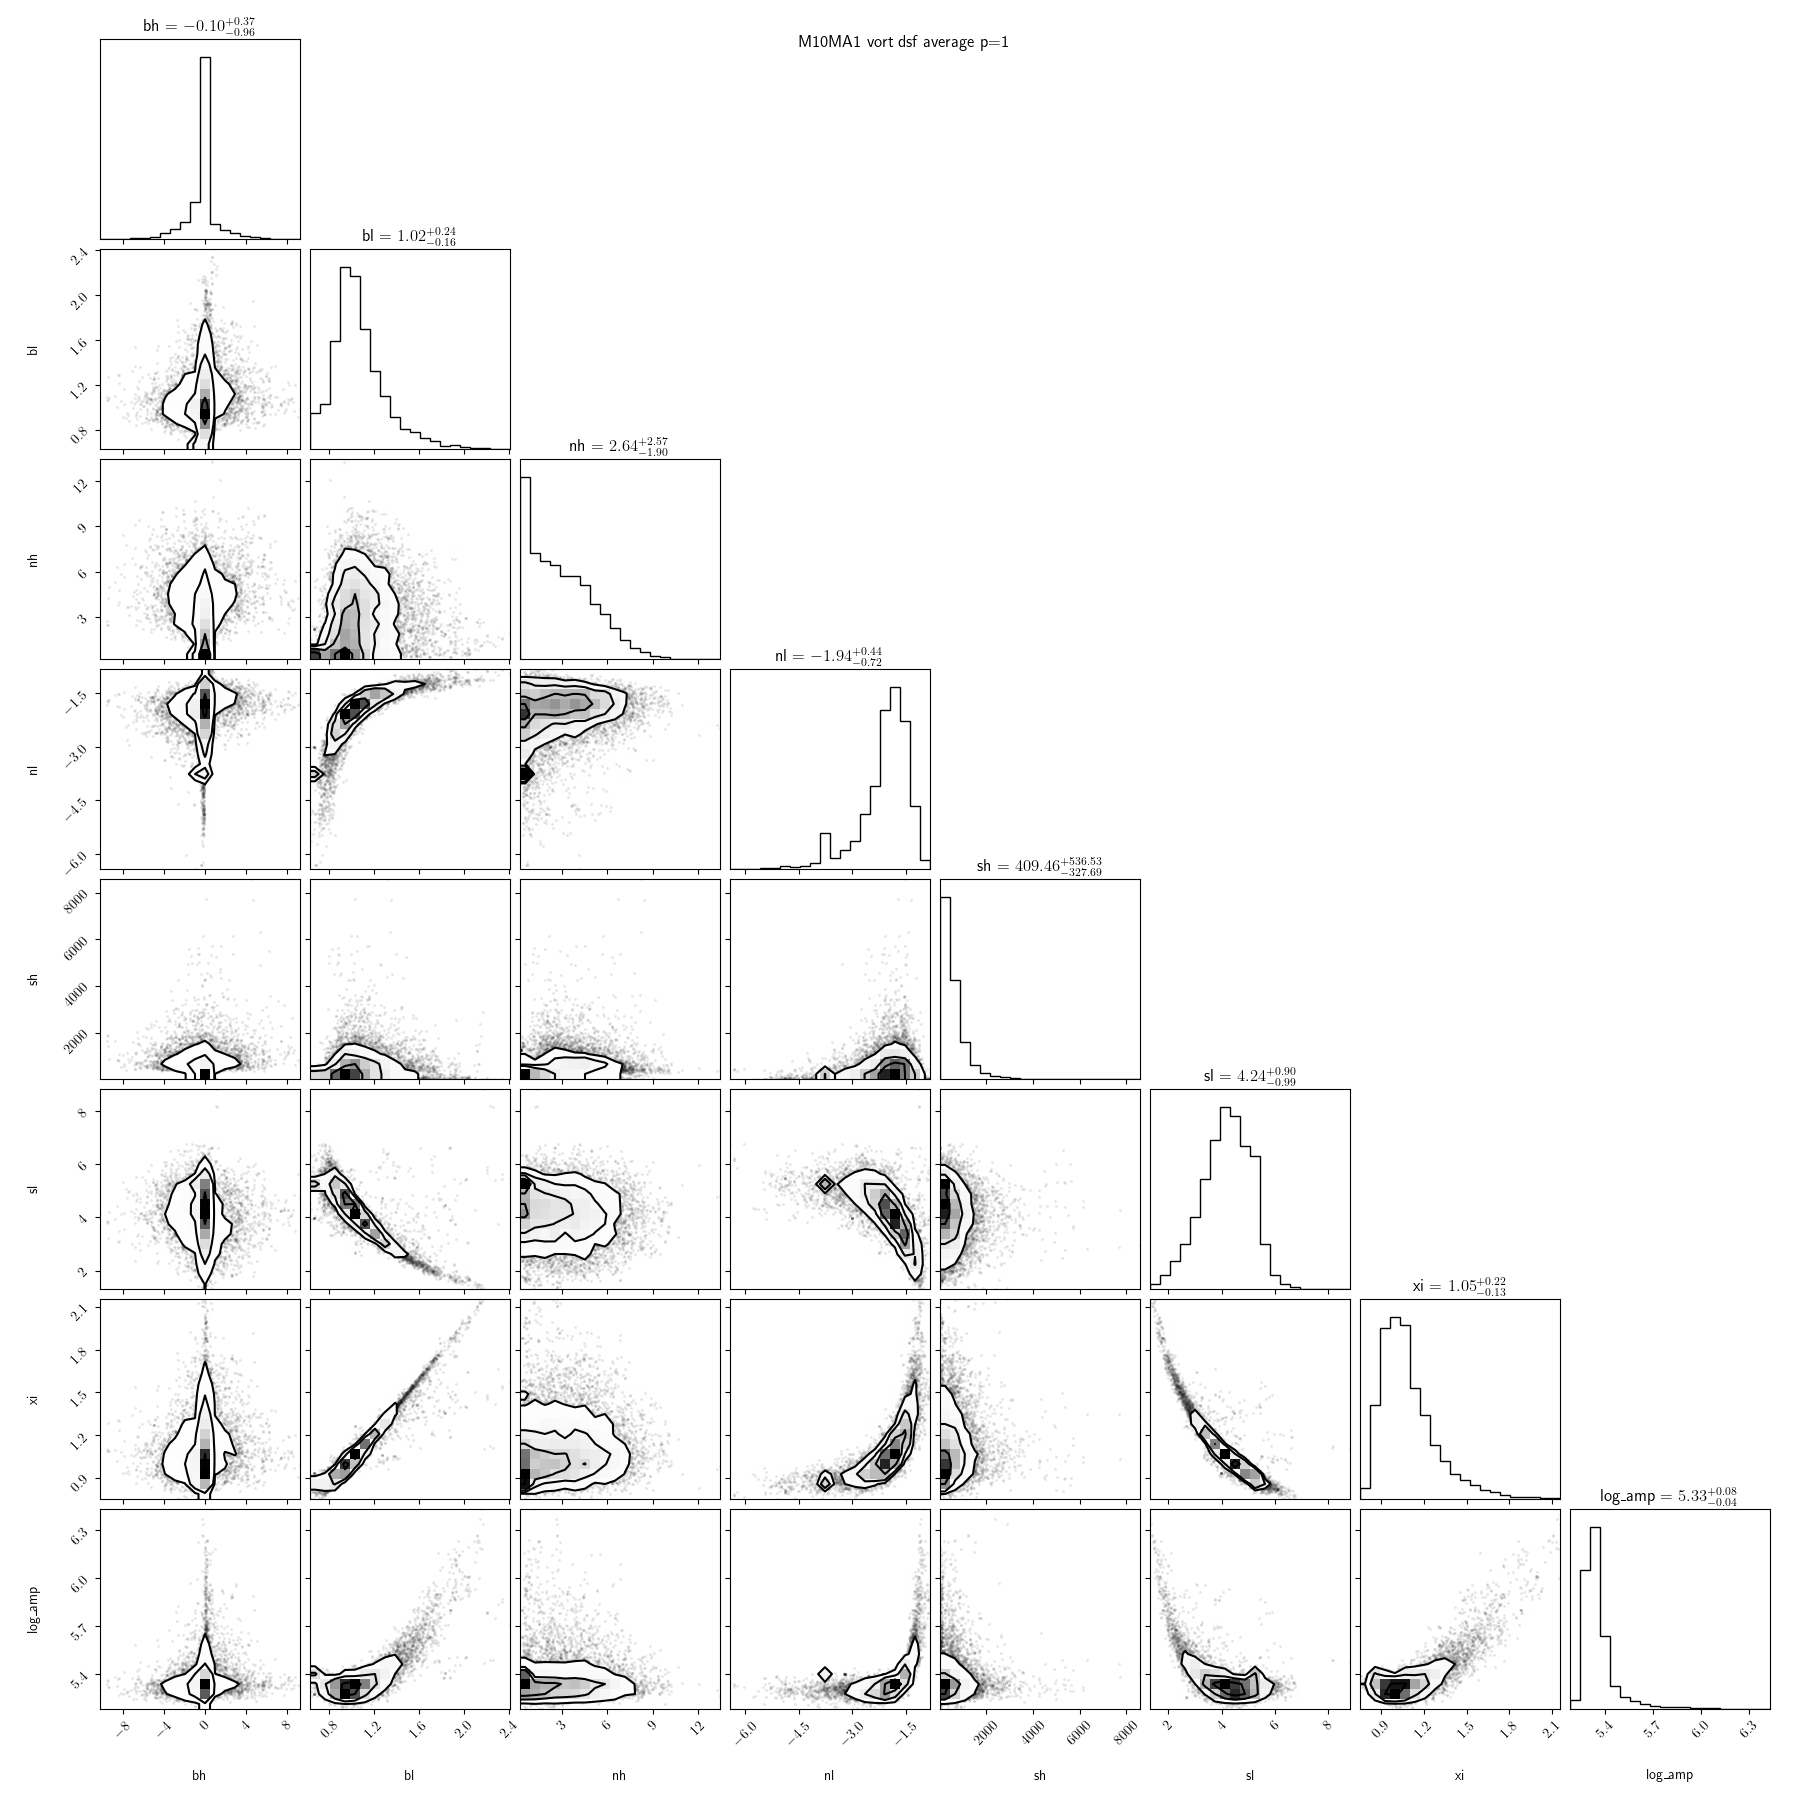 bh = −0.10+0.37−0.96
M10MA1 vort dsf average p=1
bl = 1.02+0.24−0.16
bl
2.4
2.0
1.6
1.2
0.8
nh = 2.64+2.57−1.90
nh
12
9
6
3
nl = −1.94+0.44−0.72
nl
−1.5
−3.0
−4.5
−6.0
sh = 409.46+536.53−327.69
sh
8000
6000
4000
2000
sl = 4.24+0.90−0.99
sl
8
6
4
2
xi = 1.05+0.22−0.13
xi
2.1
1.8
1.5
1.2
0.9
log_amp = 5.33+0.08−0.04
log_amp
6.3
6.0
5.7
5.4
−8 −4 0 4 8 0.8 1.2 1.6 2.0 2.4 3 6 9 12 −6.0 −4.5 −3.0 −1.5 2000 4000 6000 8000 2 4 6 8 0.9 1.2 1.5 1.8 2.1 5.4 5.7 6.0 6.3
bh bl nh nl sh sl xi log_amp